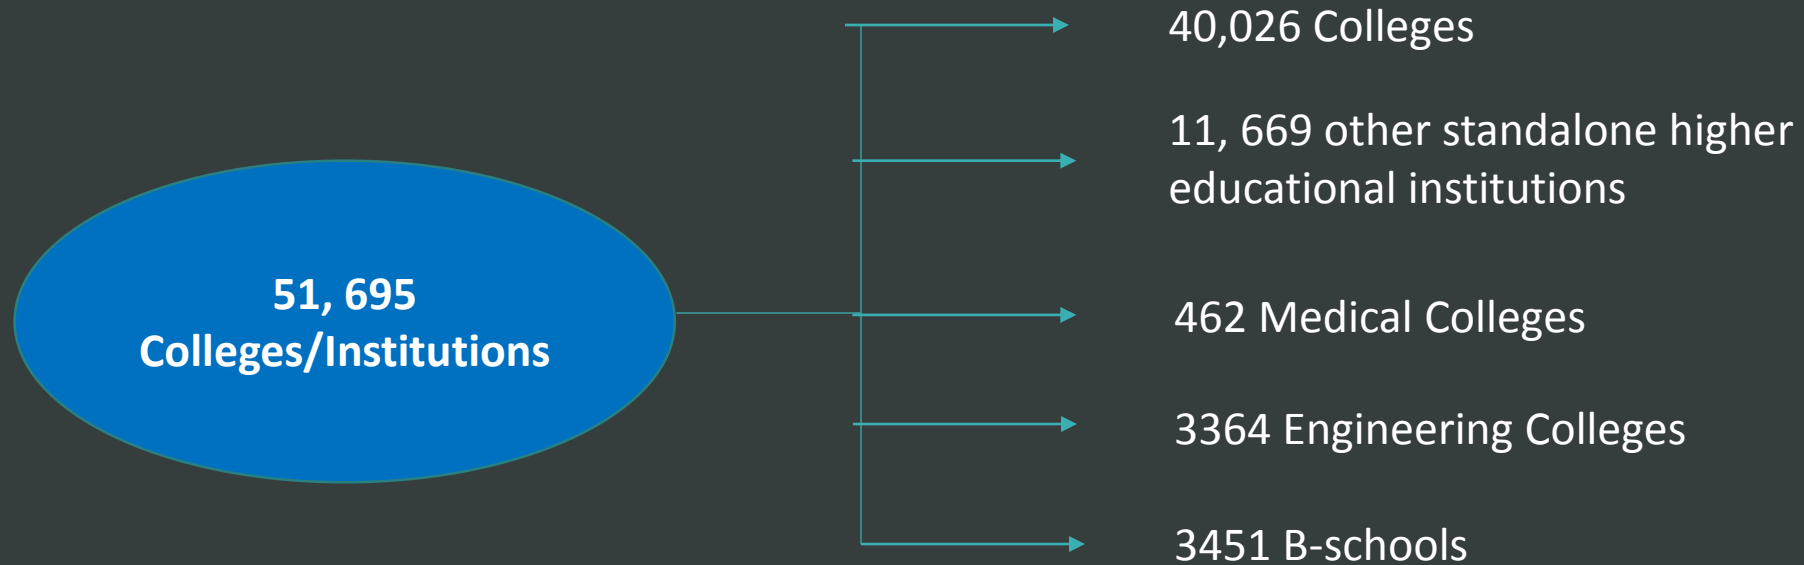 51, 695
Colleges/Institutions
40,026 Colleges
11, 669 other standalone higher
educational institutions
462 Medical Colleges
3364 Engineering Colleges
3451 B-schools